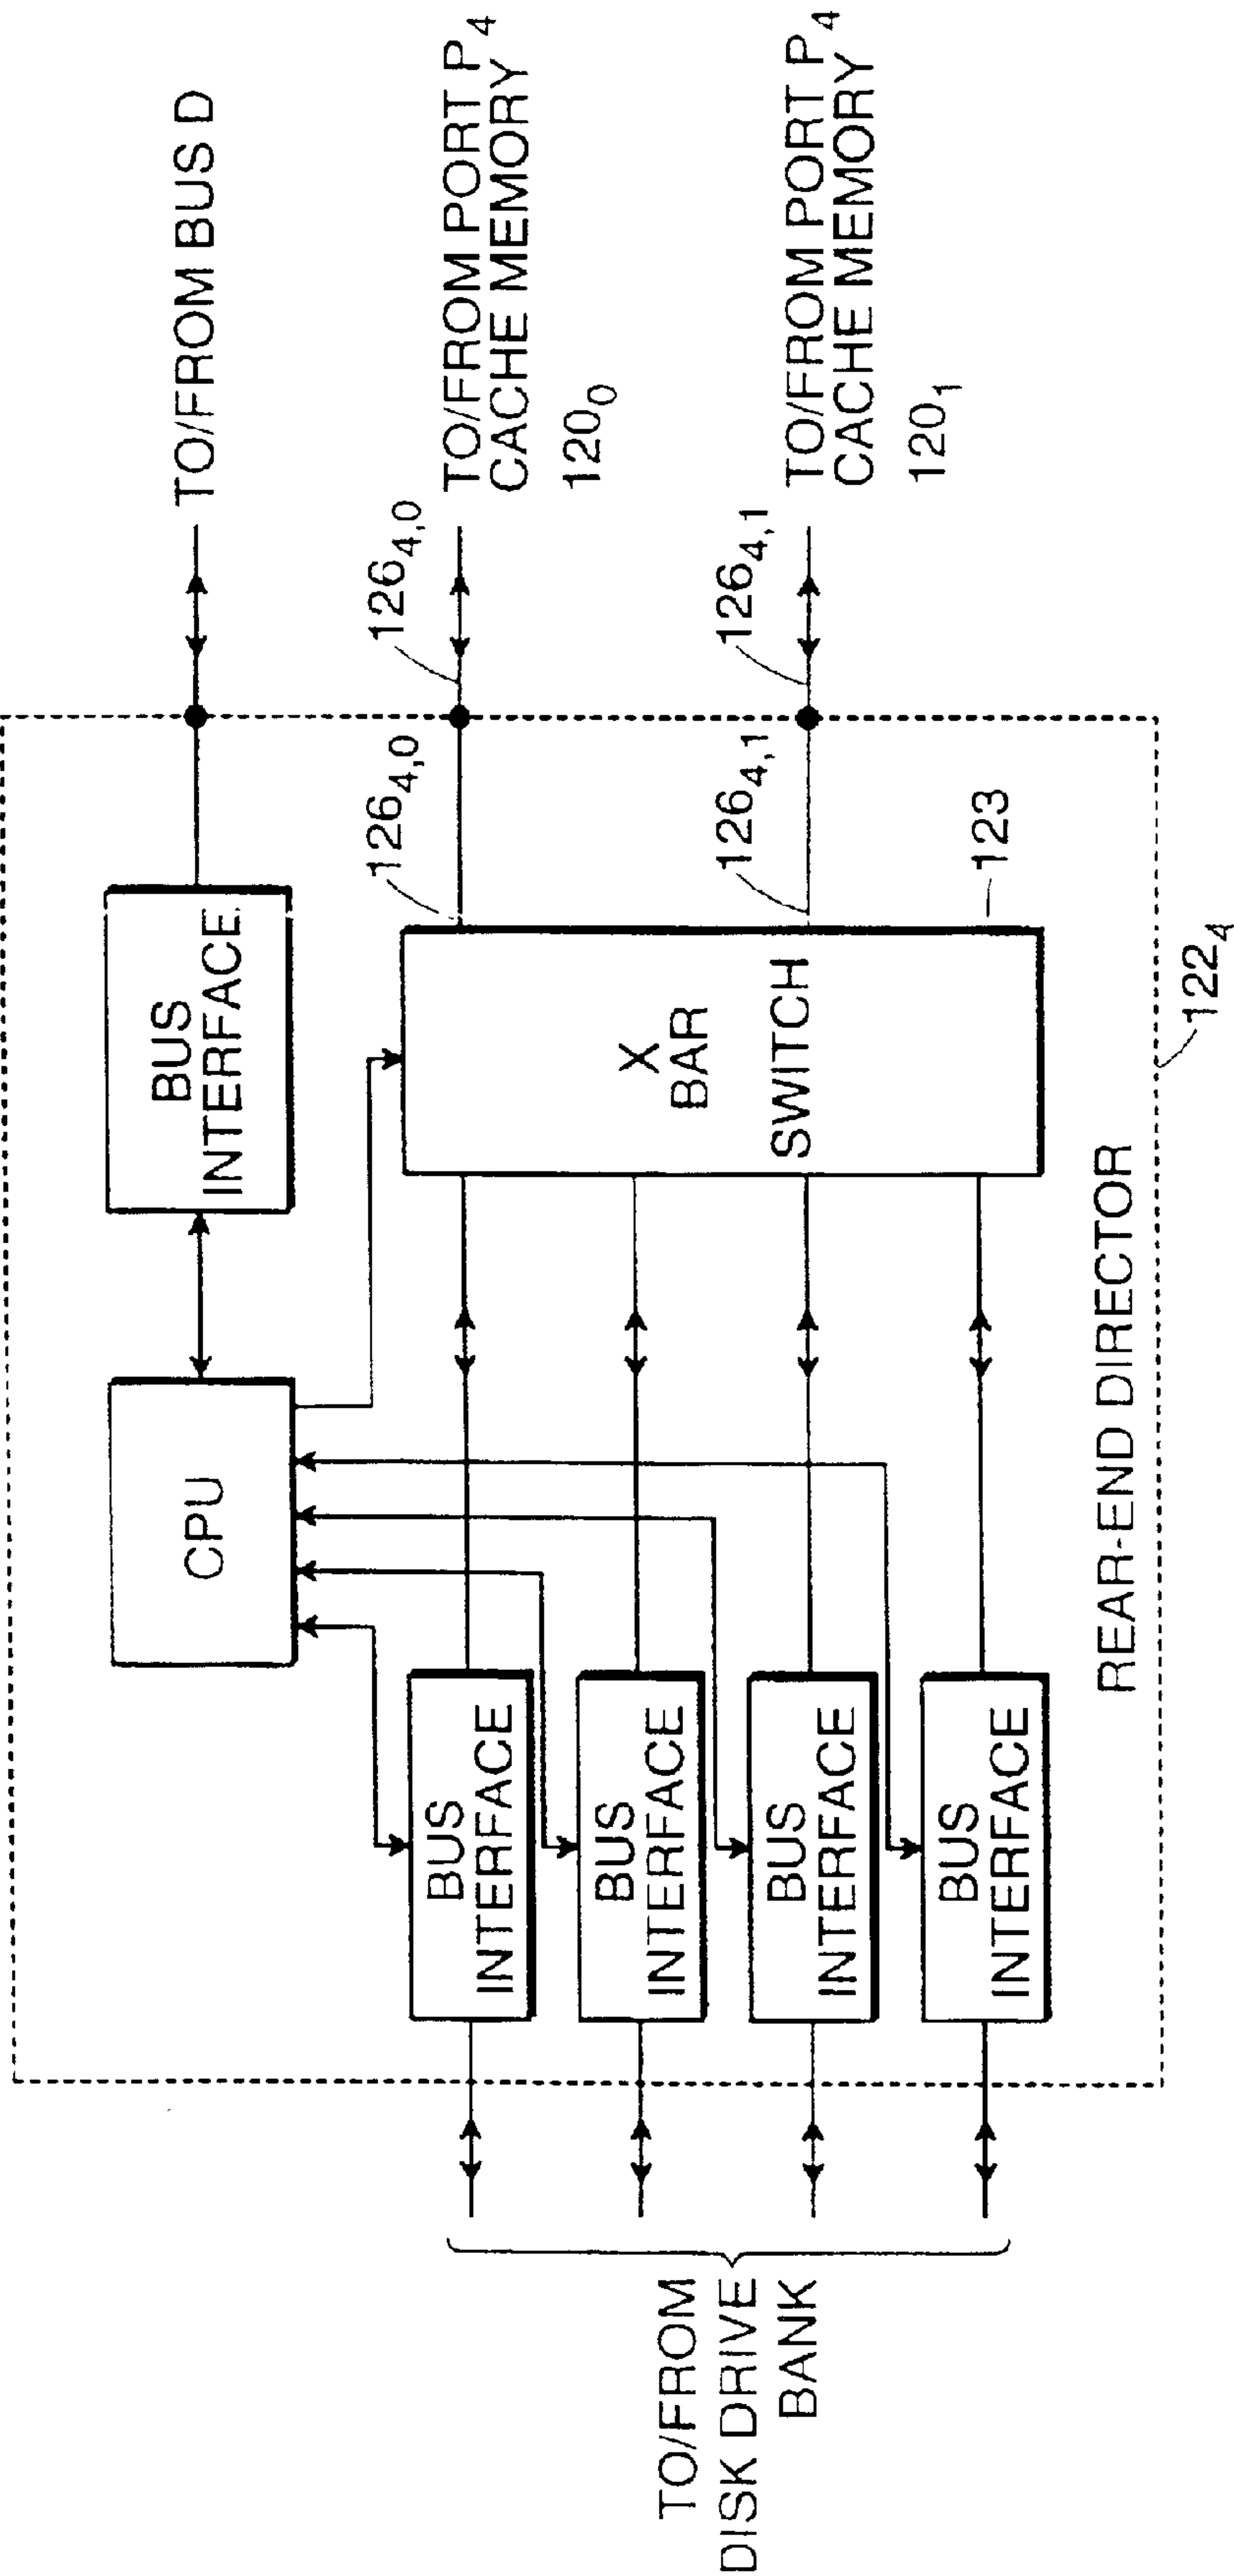 TO/FROM BUS D
TO/FROM PORT P4
CACHE MEMORY
120₀
TO/FROM PORT P4
CACHE MEMORY
120₁
126₄,₀
126₄,₁
126₄,₀
126₄,₁
123
122₄
BUS
INTERFACE
X
BAR
SWITCH
CPU
BUS
INTERFACE
BUS
INTERFACE
BUS
INTERFACE
BUS
INTERFACE
REAR-END DIRECTOR
TO/FROM
DISK DRIVE
BANK